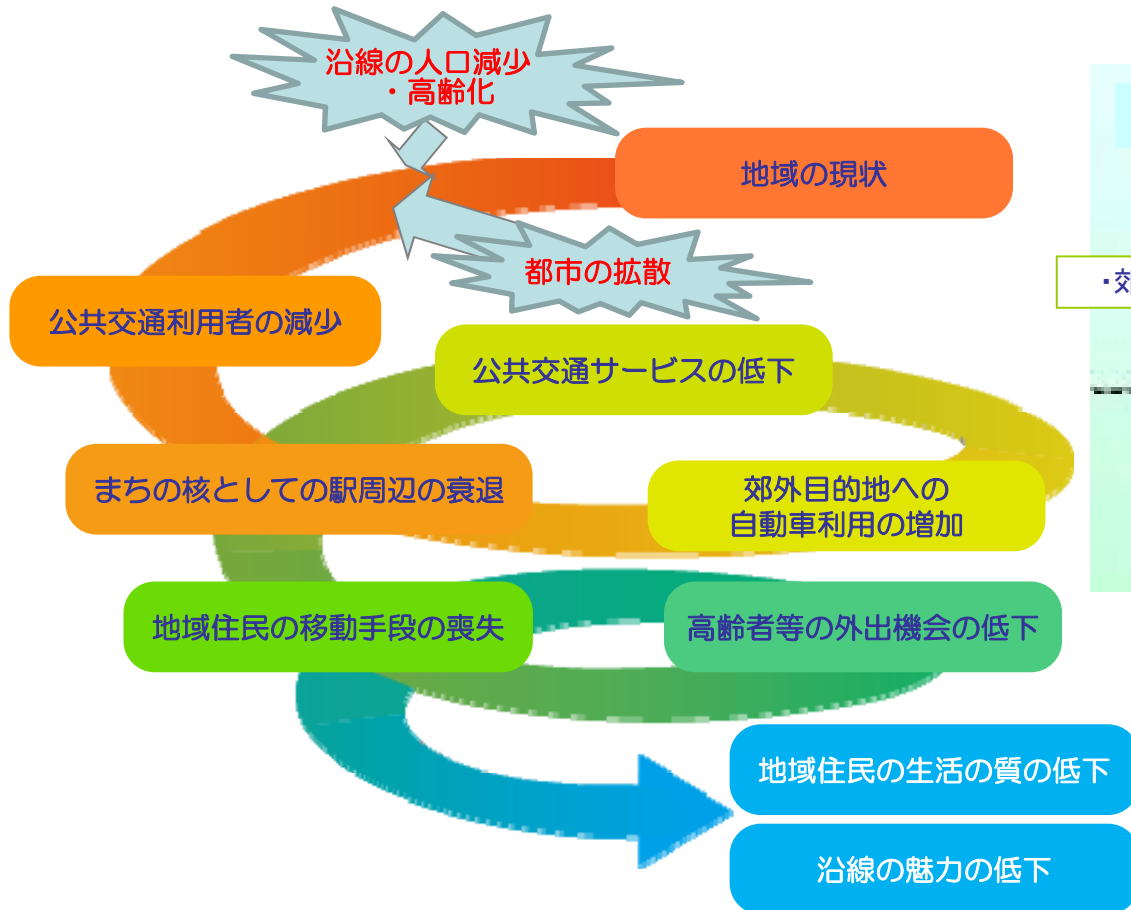 沿線の人口減少
・高齢化
地域の現状
都市の拡散
公共交通利用者の減少
・郊
公共交通サービスの低下
まちの核としての駅周辺の衰退
郊外目的地への
自動車利用の増加
地域住民の移動手段の喪失
高齢者等の外出機会の低下
地域住民の生活の質の低下
沿線の魅力の低下